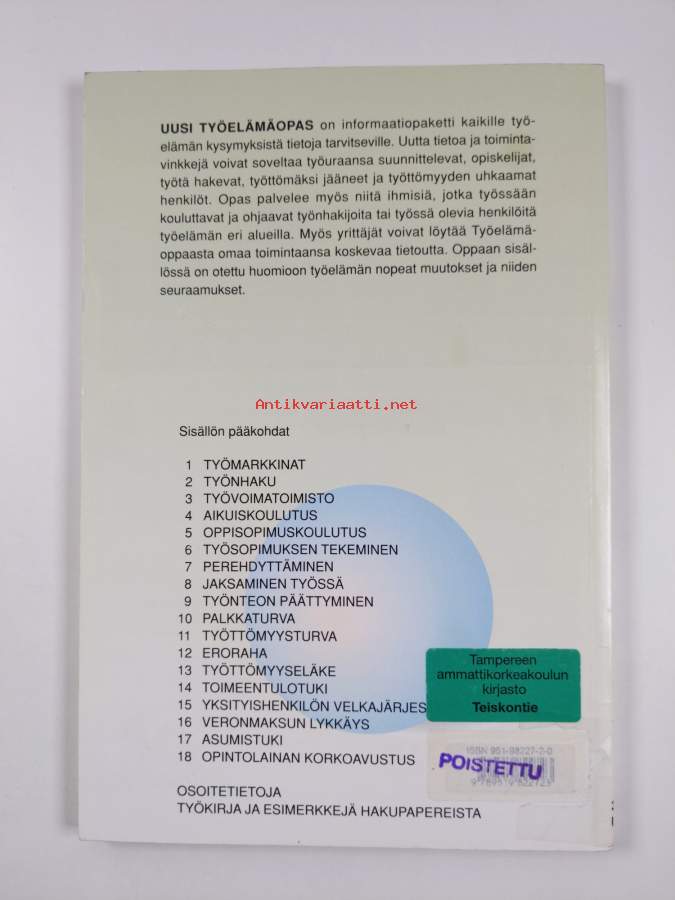 UUSI TYÖELÄMÄOPAS on informaatiopaketti kaikille työ-
elämän kysymyksistä tietoja tarvitseville. Uutta tietoa ja toiminta-
vinkkejä voivat soveltaa työuraansa suunnittelevat, opiskelijat,
työtä hakevat, työttömäksi jääneet ja työttömyyden uhkaamat
henkilöt. Opas palvelee myös niitä ihmisiä, jotka työssään
kouluttavat ja ohjaavat työnhakijoita tai työssä olevia henkilöitä
työelämän eri alueilla. Myös yrittäjät voivat löytää Työelämä-
oppaasta omaa toimintaansa koskevaa tietoutta. Oppaan sisäl-
lössä on otettu huomioon työelämän nopeat muutokset ja niiden
seuraamukset.
Antikvariaatti.net
Sisällön pääkohdat
1 TYÖMARKKINAT
2 TYÖNHAKU
3 TYÖVOIMATOIMISTO
4 AIKUISKOULUTUS
5 OPPISOPIMUSKOULUTUS
6 TYÖSOPIMUKSEN TEKEMINEN
7 PEREHDYTTÄMINEN
8 JAKSAMINEN TYÖSSÄ
9 TYÖNTEON PÄÄTTYMINEN
10 PALKKATURVA
11 TYÖTTÖMYYSTURVA
12 ERORAHA
13 TYÖTTÖMYYSELÄKE
14 TOIMEENTULOTUKI
15 YKSITYISHENKILÖN VELKAJÄRJES
16 VERONMAKSUN LYKKÄYS
17 ASUMISTUKI
18 OPINTOLAINAN KORKOAVUSTUS
OSOITETIETOJA
TYÖKIRJA JA ESIMERKKEJÄ HAKUPAPEREISTA
Tampereen
ammattikorkeakoulun
kirjasto
Teiskontie
ISBN 951-98227-2-0
POISTETTU